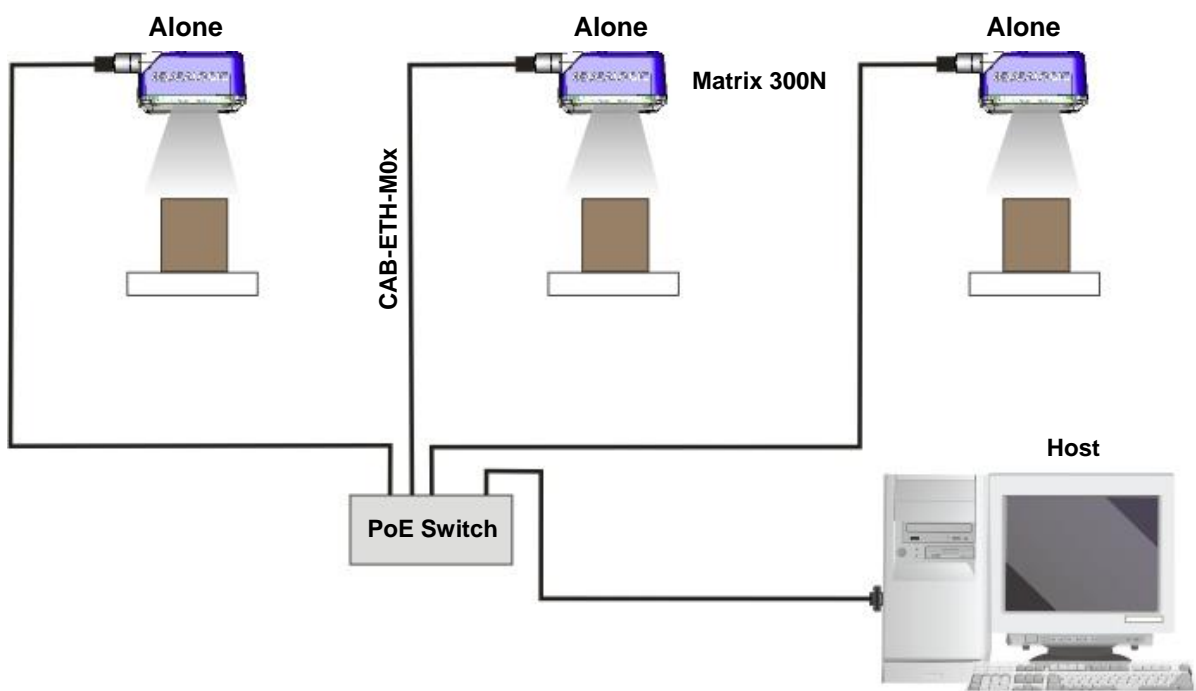 Alone
Alone
Alone
Matrix 300N
CAB-ETH-M0x
Host
PoE Switch